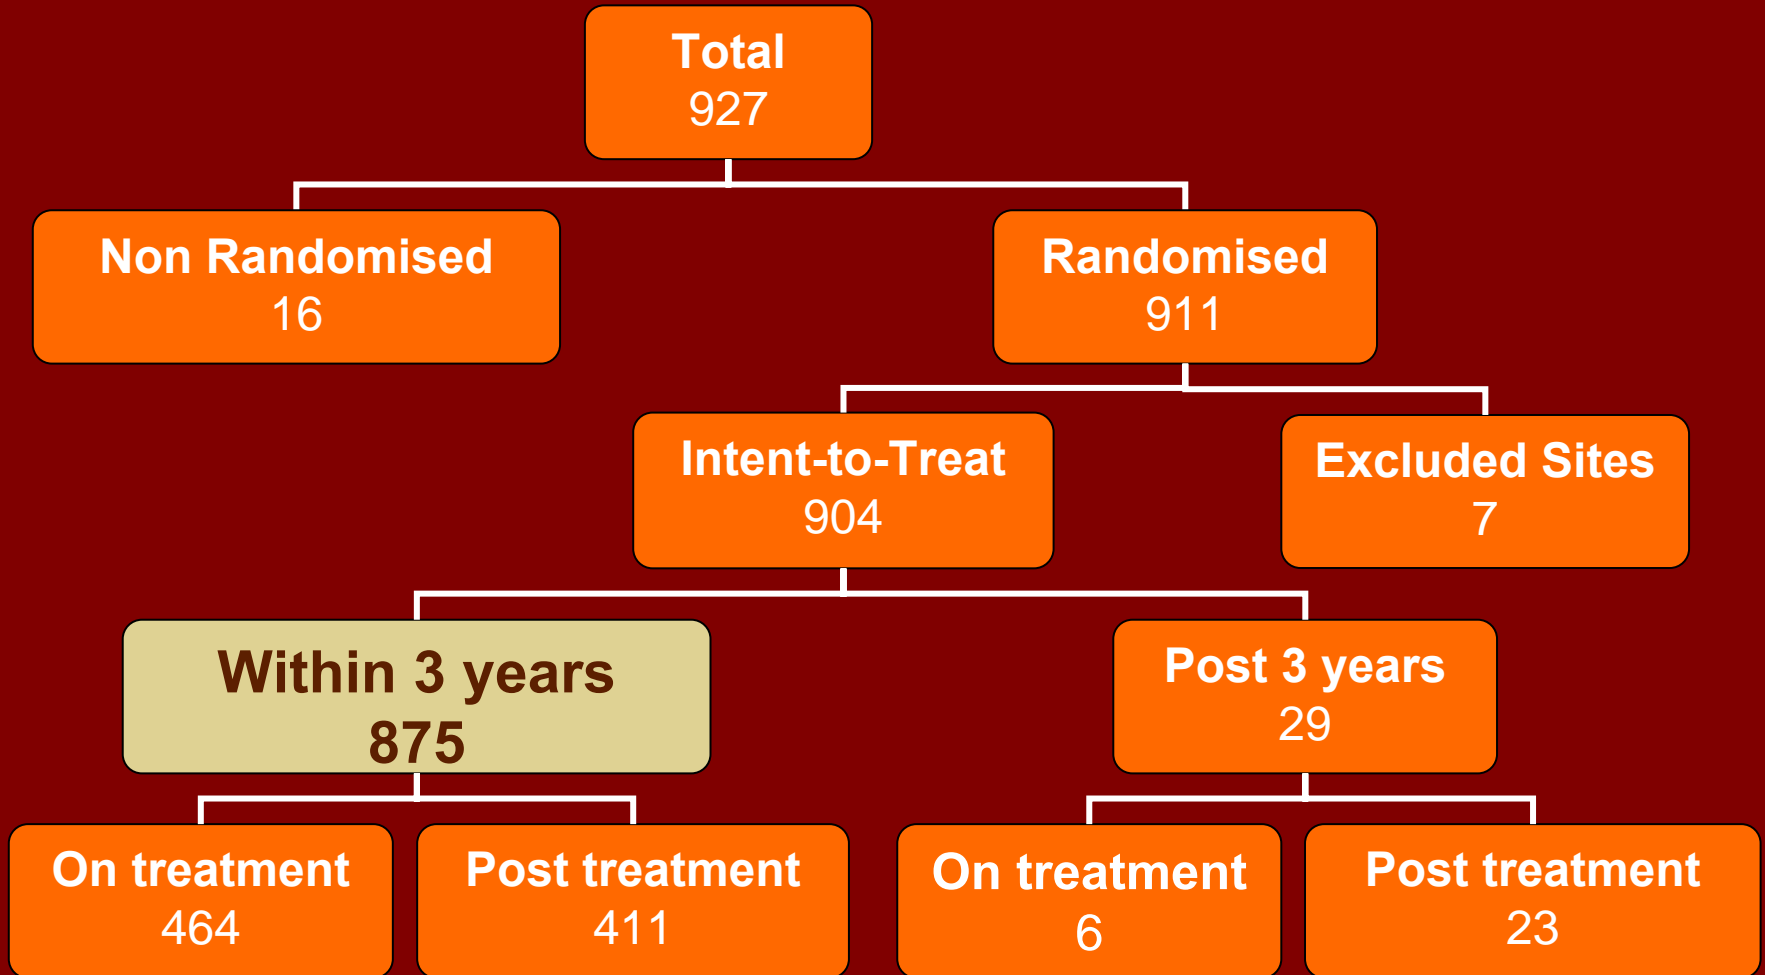 Total
927
Non Randomised
16
Randomised
911
Intent-to-Treat
904
Excluded Sites
7
Within 3 years
875
Post 3 years
29
On treatment
464
Post treatment
411
On treatment
6
Post treatment
23